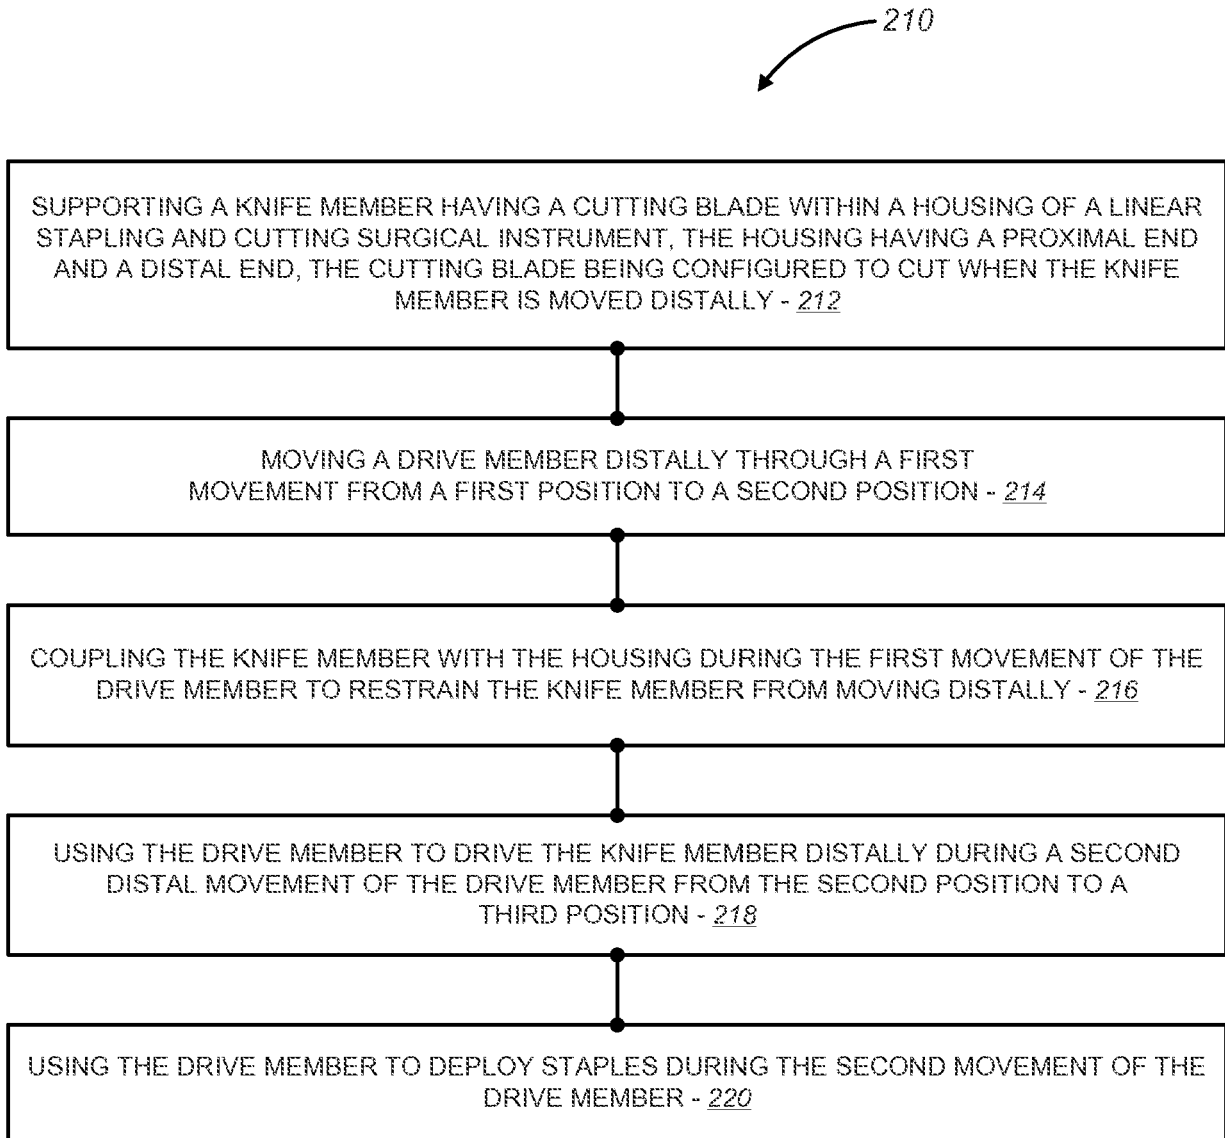 210
SUPPORTING A KNIFE MEMBER HAVING A CUTTING BLADE WITHIN A HOUSING OF A LINEAR
STAPLING AND CUTTING SURGICAL INSTRUMENT, THE HOUSING HAVING A PROXIMAL END
AND A DISTAL END, THE CUTTING BLADE BEING CONFIGURED TO CUT WHEN THE KNIFE
MEMBER IS MOVED DISTALLY - 212
MOVING A DRIVE MEMBER DISTALLY THROUGH A FIRST
MOVEMENT FROM A FIRST POSITION TO A SECOND POSITION - 214
COUPLING THE KNIFE MEMBER WITH THE HOUSING DURING THE FIRST MOVEMENT OF THE
DRIVE MEMBER TO RESTRAIN THE KNIFE MEMBER FROM MOVING DISTALLY - 216
USING THE DRIVE MEMBER TO DRIVE THE KNIFE MEMBER DISTALLY DURING A SECOND
DISTAL MOVEMENT OF THE DRIVE MEMBER FROM THE SECOND POSITION TO A
THIRD POSITION - 218
USING THE DRIVE MEMBER TO DEPLOY STAPLES DURING THE SECOND MOVEMENT OF THE
DRIVE MEMBER - 220